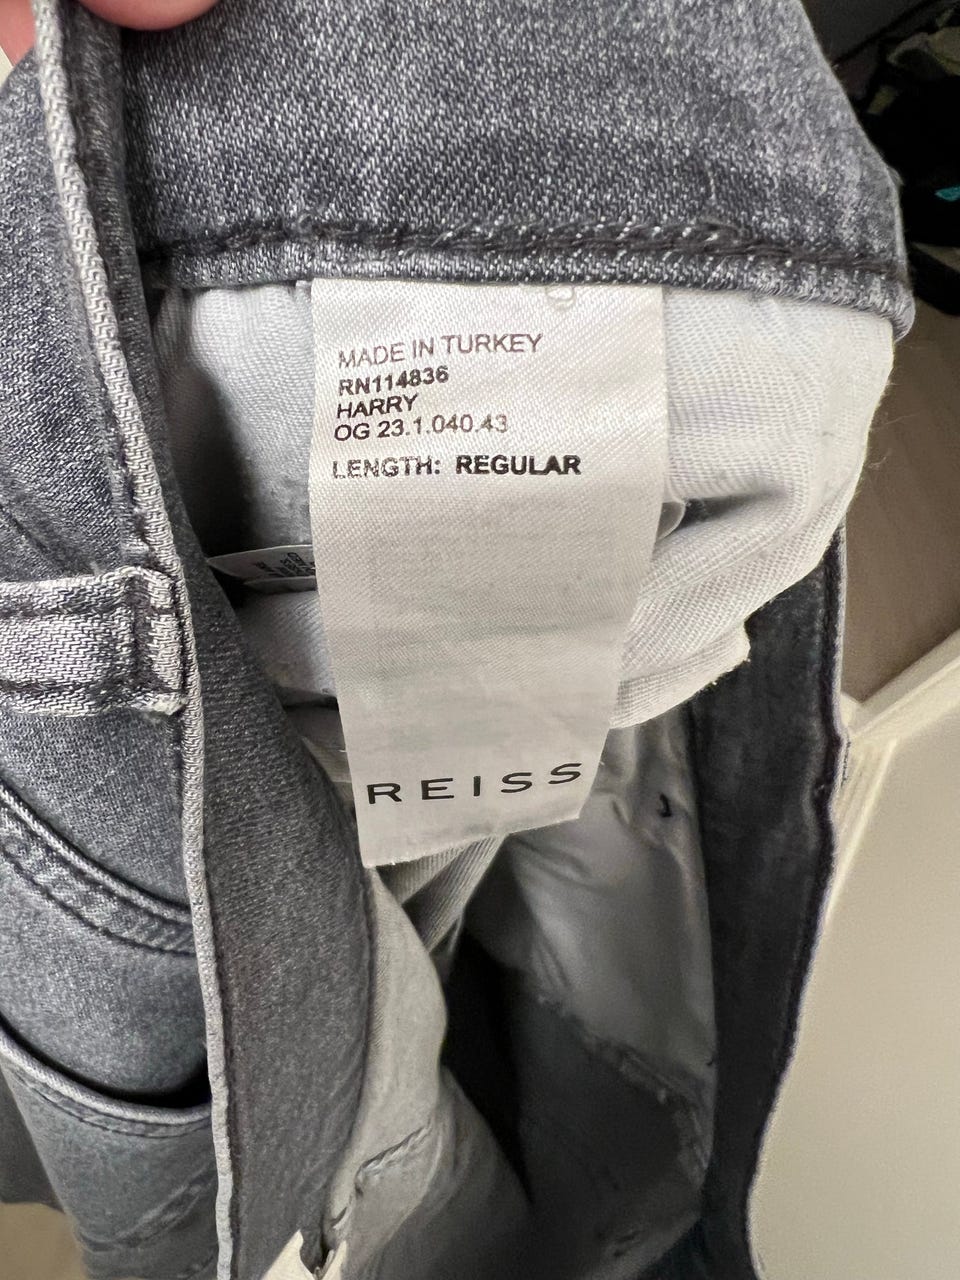 MADE IN TURKEY
RN114836
HARRY
OG 23.1.040.43
LENGTH: REGULAR
REISS